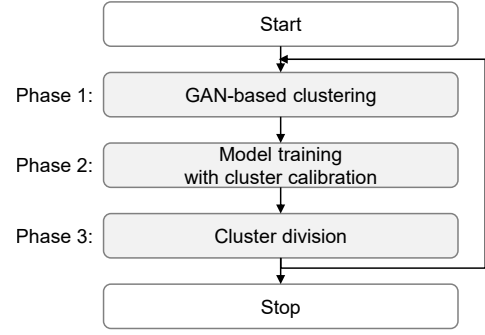 Start
Phase 1:
GAN-based clustering
Phase 2:
Model training
with cluster calibration
Phase 3:
Cluster division
Stop